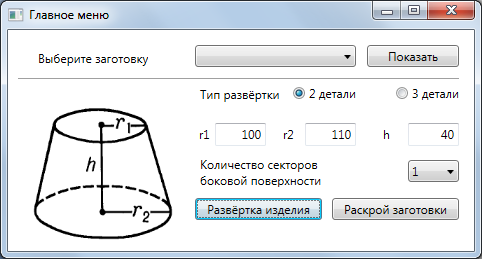 Главное меню
Выберите заготовку
Показать
Тип развёртки 2 детали 3 детали
r1 100 r2 110 h 40
Количество секторов
боковой поверхности
1
Развёртка изделия Раскрой заготовки
r1
h
r2